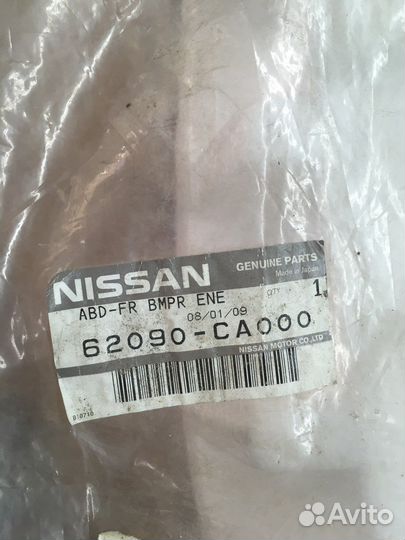 NISSAN
GENUINE PARTS
Made in Japan
ABD-FR BMPR ENE
QTY 1
08/01/09
62090-CA000
NISSAN MOTOR CO.,LTD
010710
Avito